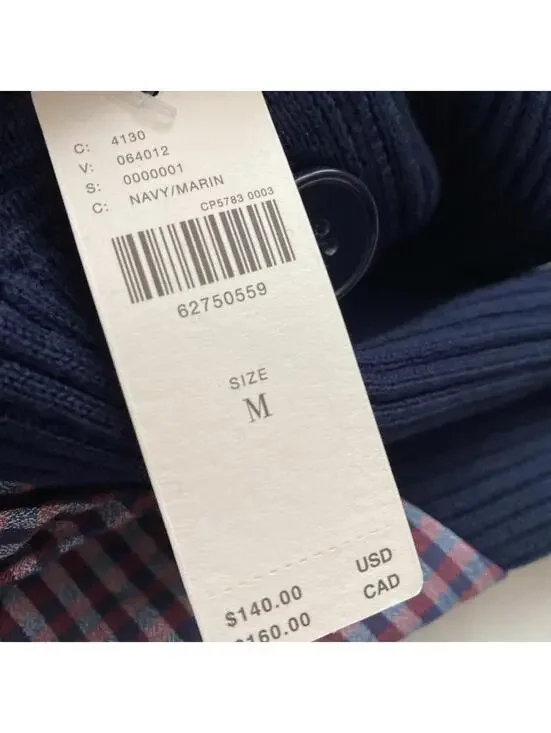 C: 4130
V: 064012
S: 0000001
C: NAVY/MARIN
CP5783 0003
62750559
SIZE
M
$140.00 USD
$160.00 CAD